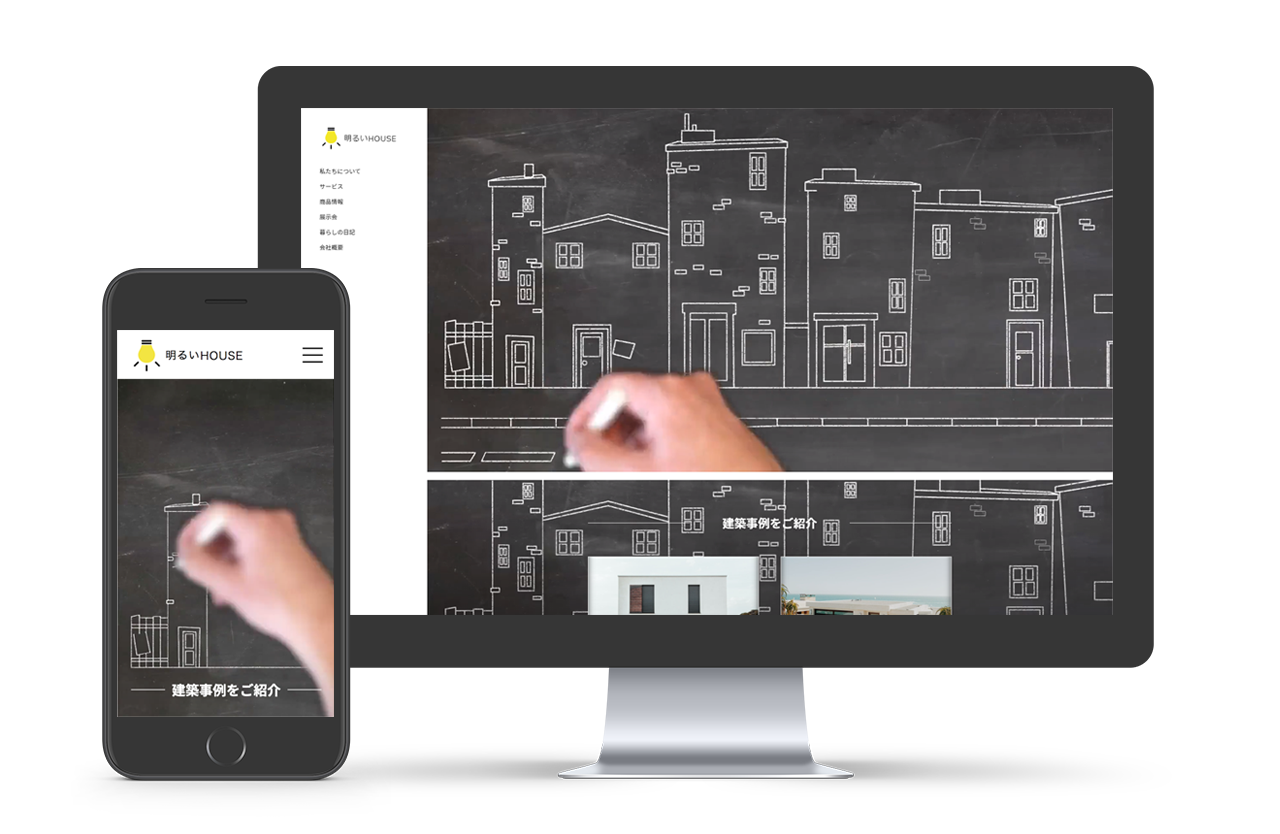 明るいHOUSE
私たちについて
サービス
商品情報
展示会
暮らしの日記
会社概要
建築事例をご紹介
明るいHOUSE
建築事例をご紹介